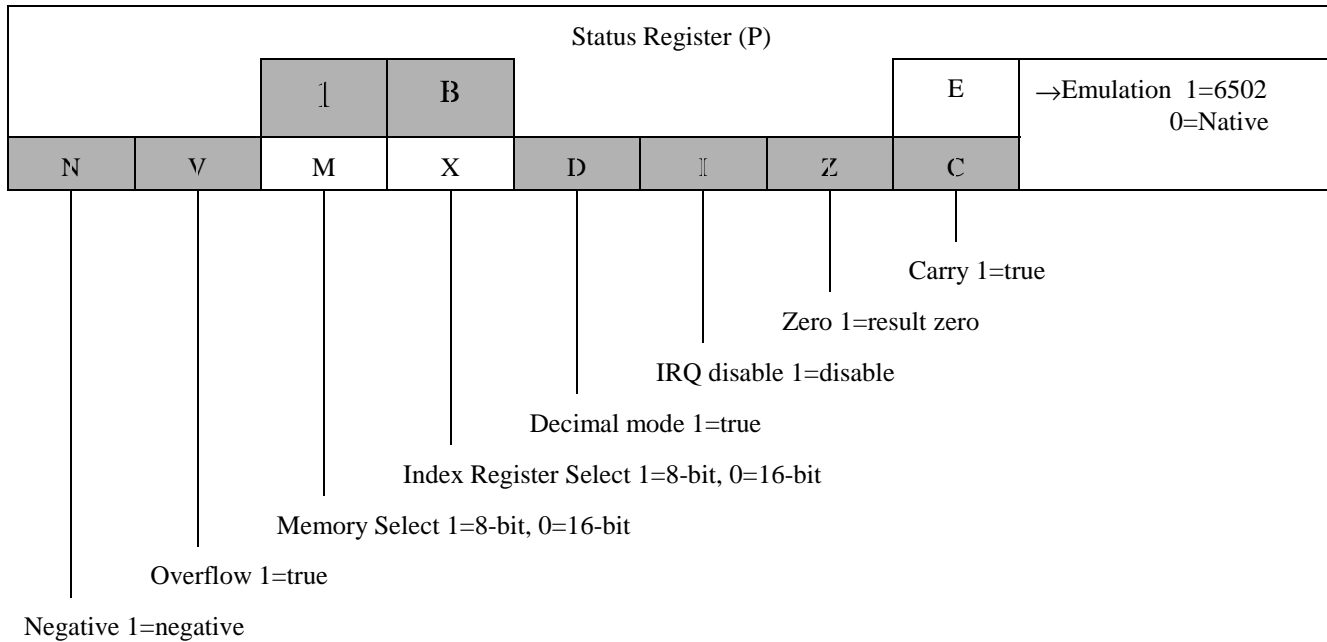 Status Register (P)
1 B E →Emulation 1=6502
0=Native
N V M X D I Z C
Carry 1=true
Zero 1=result zero
IRQ disable 1=disable
Decimal mode 1=true
Index Register Select 1=8-bit, 0=16-bit
Memory Select 1=8-bit, 0=16-bit
Overflow 1=true
Negative 1=negative